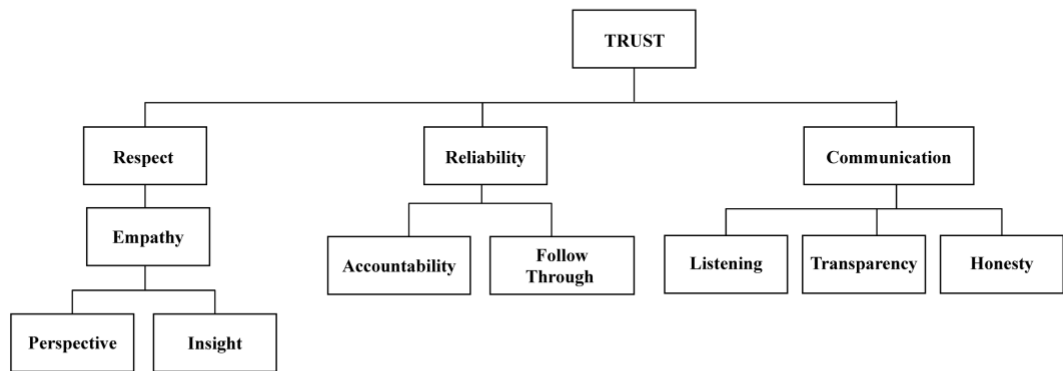 TRUST
Respect
Reliability
Communication
Empathy
Accountability
Follow
Through
Listening
Transparency
Honesty
Perspective
Insight